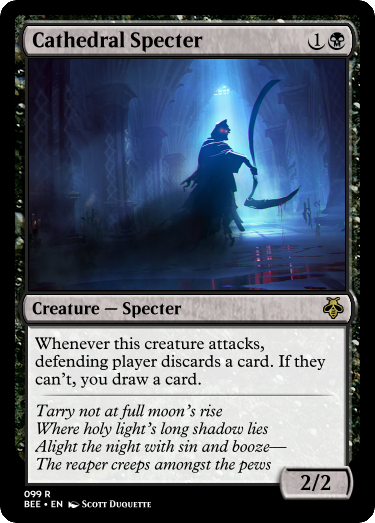 Cathedral Specter 1
Creature — Specter
Whenever this creature attacks,
defending player discards a card. If they
can't, you draw a card.
Tarry not at full moon's rise
Where holy light's long shadow lies
Alight the night with sin and booze—
The reaper creeps amongst the pews
2/2
099 R
BEE • EN Scott Duquette